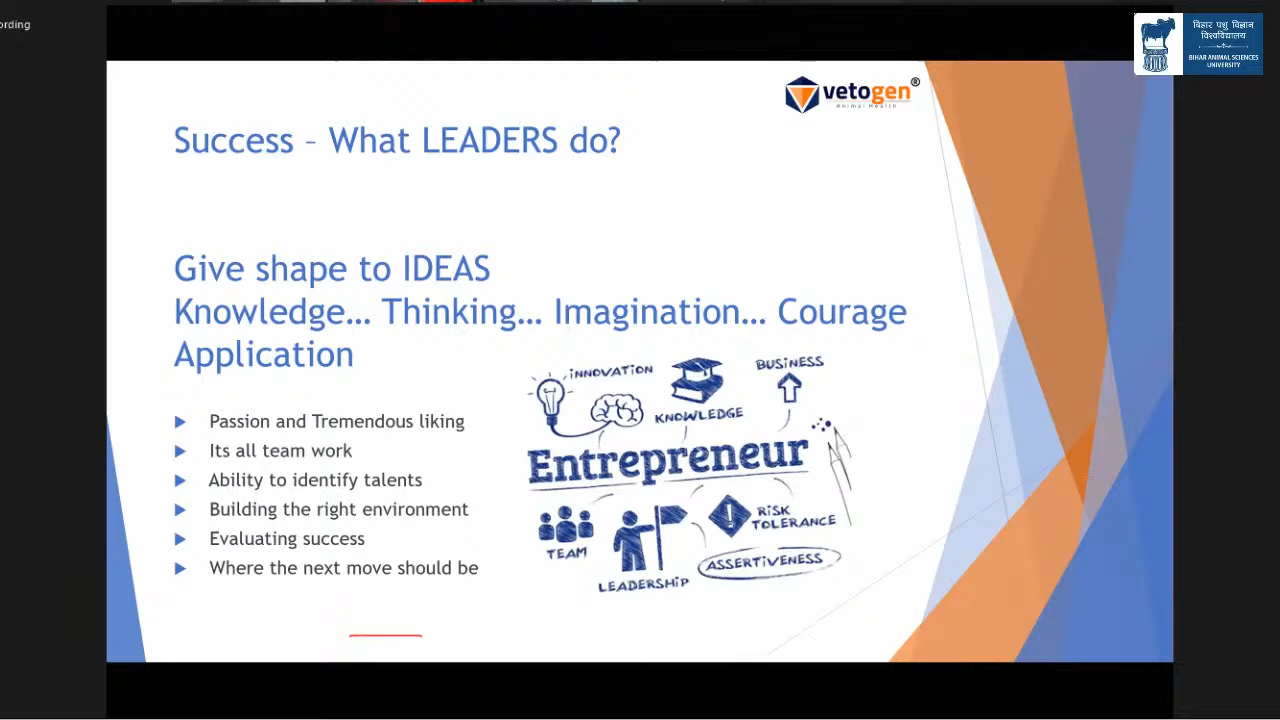 ording
बिहार पशु विज्ञान
विश्वविद्यालय
BIHAR ANIMAL SCIENCES
UNIVERSITY
vetogen®
Animal Health
Success – What LEADERS do?
Give shape to IDEAS
Knowledge… Thinking… Imagination… Courage
Application
Passion and Tremendous liking
Its all team work
Ability to identify talents
Building the right environment
Evaluating success
Where the next move should be
INNOVATION
KNOWLEDGE
BUSINESS
Entrepreneur
TEAM
LEADERSHIP
RISK
TOLERANCE
ASSERTIVENESS